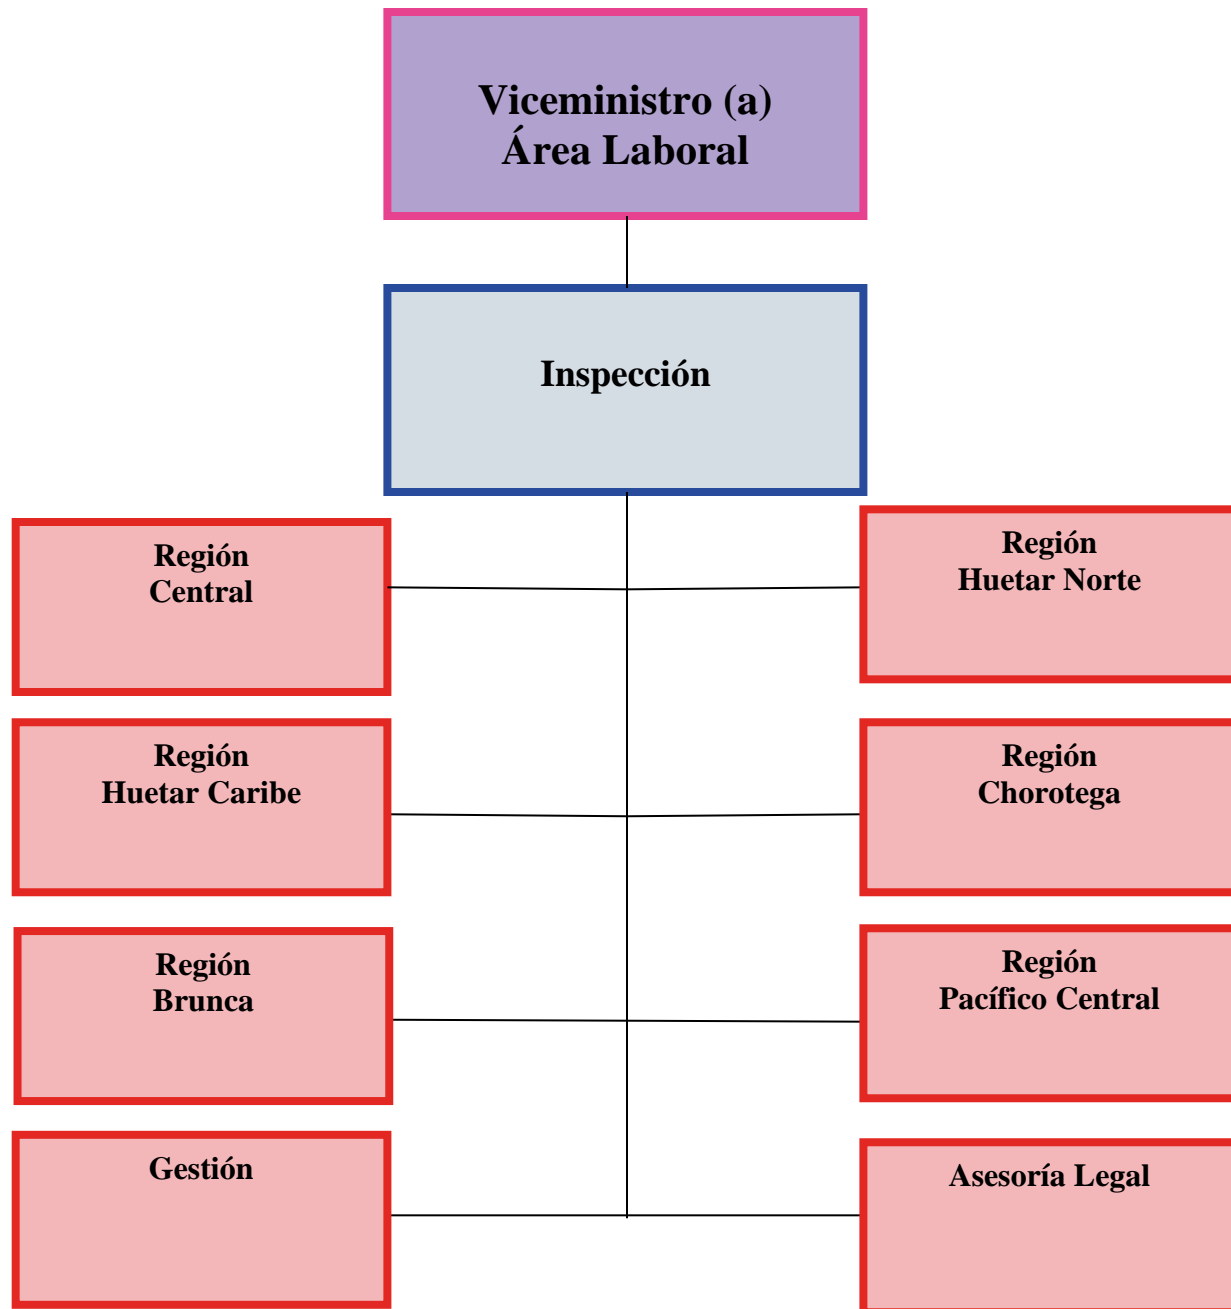 Viceministro (a)
Área Laboral
Inspección
Región
Central
Región
Huetar Norte
Región
Huetar Caribe
Región
Chorotega
Región
Brunca
Región
Pacífico Central
Gestión
Asesoría Legal